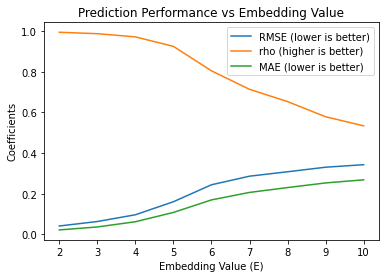 Prediction Performance vs Embedding Value
RMSE (lower is better)
rho (higher is better)
MAE (lower is better)
Coefficients
1.0
0.8
0.6
0.4
0.2
0.0
2 3 4 5 6 7 8 9 10
Embedding Value (E)